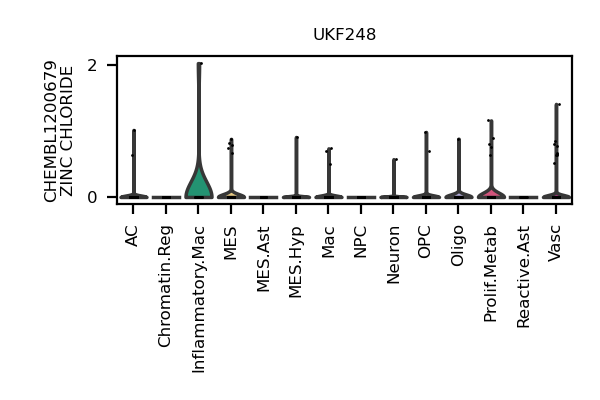 UKF248
CHEMBL1200679
ZINC CHLORIDE
2
0
AC
Chromatin.Reg
Inflammatory.Mac
MES
MES.Ast
MES.Hyp
Mac
NPC
Neuron
OPC
Oligo
Prolif.Metab
Reactive.Ast
Vasc